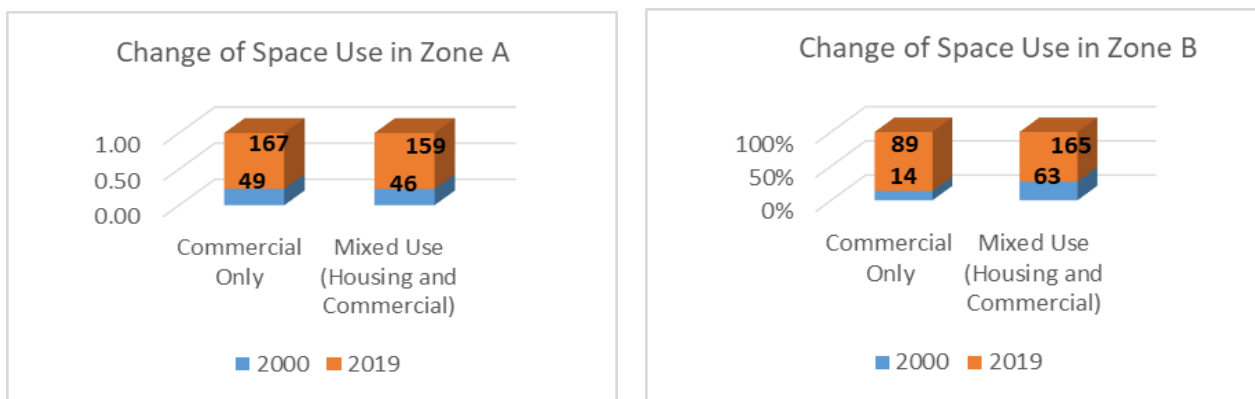 Change of Space Use in Zone A
1.00
0.50
0.00
167
49
159
46
Commercial
Only
Mixed Use
(Housing and
Commercial)
2000 2019
Change of Space Use in Zone B
100%
50%
0%
89
14
165
63
Commercial
Only
Mixed Use
(Housing and
Commercial)
2000 2019